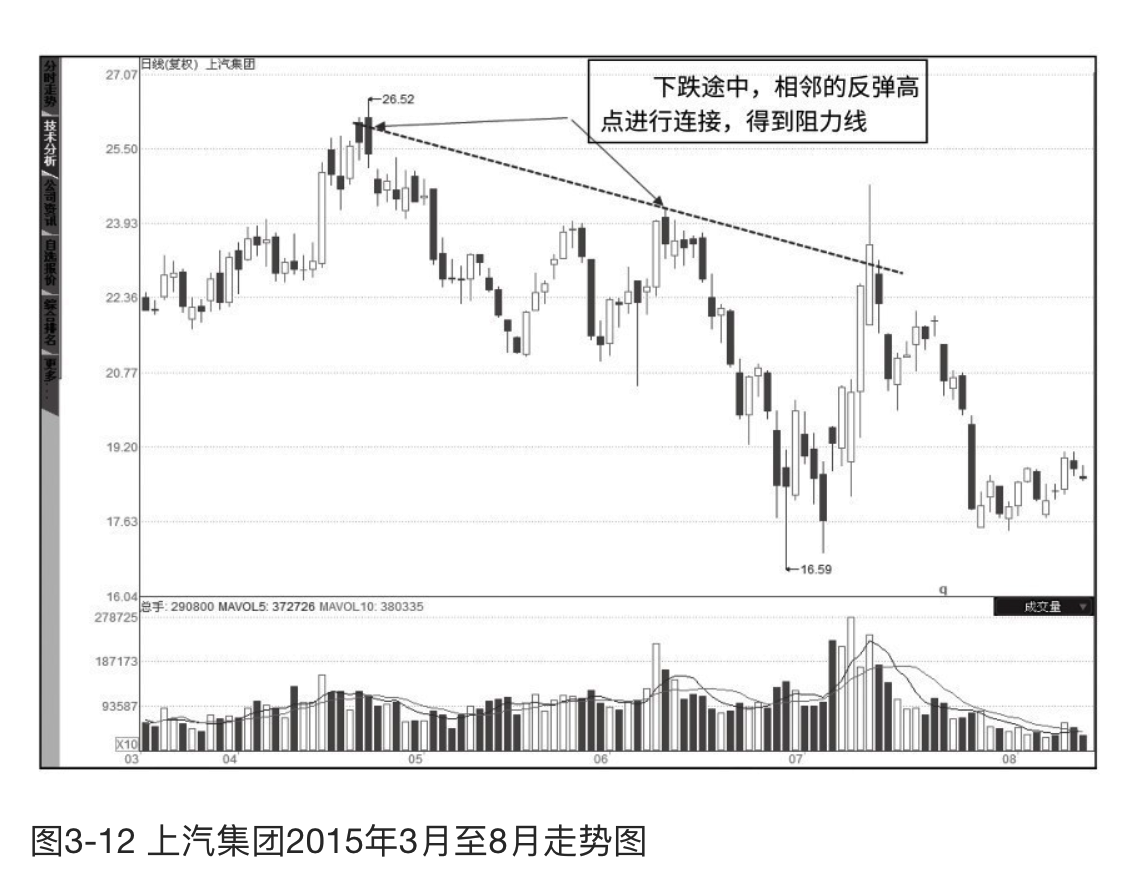 分时走势
技术分析
公司资讯
自选报价
综合排名
更多...
日线(复权) 上汽集团
27.07
25.50
23.93
22.36
20.77
19.20
17.63
16.04
26.52
下跌途中，相邻的反弹高
点进行连接，得到阻力线
16.59
q
总手: 290800 MAVOL5: 372726 MAVOL10: 380335
成交量
278725
187173
93587
X10
03 04 05 06 07 08
图3-12 上汽集团2015年3月至8月走势图